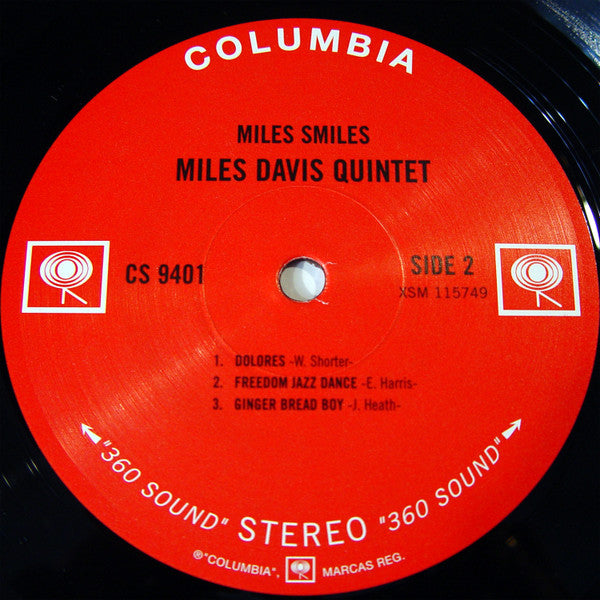 COLUMBIA
MILES SMILES
MILES DAVIS QUINTET
CS 9401
SIDE 2
XSM 115749
1. DOLORES -W. Shorter-
2. FREEDOM JAZZ DANCE -E. Harris-
3. GINGER BREAD BOY -J. Heath-
"360 SOUND" STEREO "360 SOUND"
®"COLUMBIA", MARCAS REG.